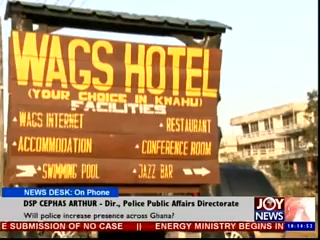 WAGS HOTEL
(YOUR CHOICE IN KNAHU)
FACILITIES
WAGS INTERNET
RESTAURANT
ACCOMMODATION
CONFERENCE ROOM
SWIMMING POOL
JAZZ BAR
NEWS DESK: On Phone
DSP CEPHAS ARTHUR - Dir., Police Public Affairs Directorate
Will police increase presence across Ghana?
JOY
NEWS
E SUBMISSION OF NO CASE
ENERGY MINISTRY BEGINS IN